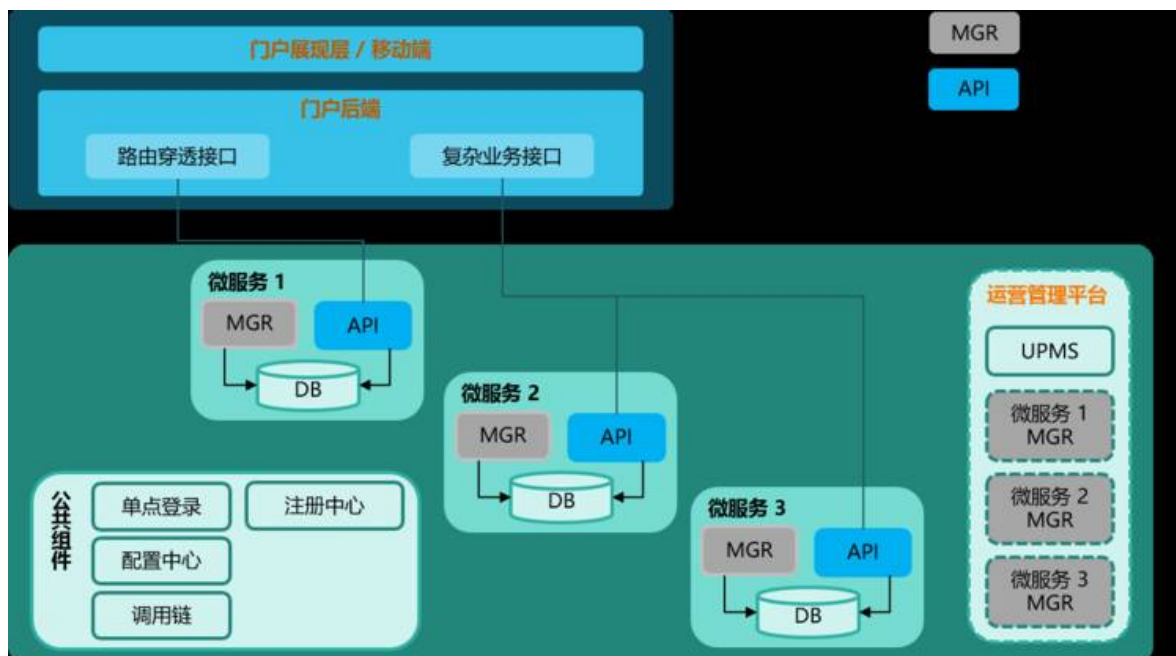 门户展现层 / 移动端
MGR
API
门户后端
路由穿透接口
复杂业务接口
微服务 1
MGR
API
DB
微服务 2
MGR
API
DB
微服务 3
MGR
API
DB
公共组件
单点登录
注册中心
配置中心
调用链
运营管理平台
UPMS
微服务 1
MGR
微服务 2
MGR
微服务 3
MGR